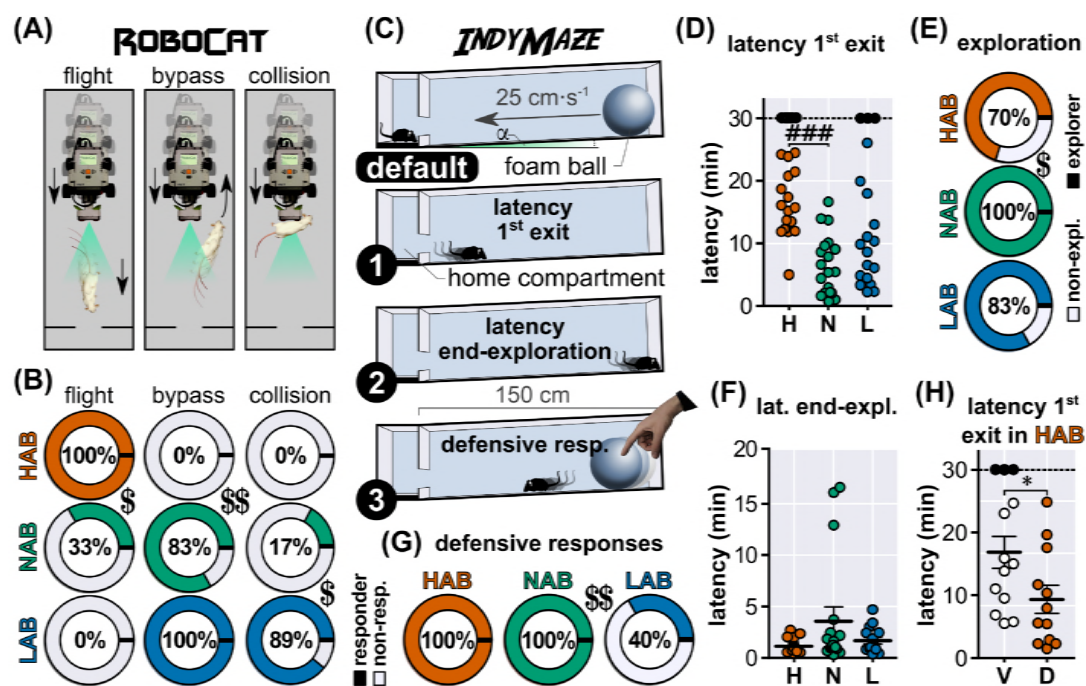 (A) ROBOCAT
flight bypass collision
(B) flight bypass collision
HAB 100% 0% 0%
$ $$
NAB 33% 83% 17%
$
LAB 0% 100% 89%
(C) INDYMAZE
25 cm·s⁻¹
α
default
foam ball
latency
1st exit
1
home compartment
latency
end-exploration
2
150 cm
defensive resp.
3
(D) latency 1st exit
latency (min)
30
20
10
0
###
H N L
(E) exploration
HAB 70%
$
NAB 100%
LAB 83%
non-expl. explorer
(F) lat. end-expl.
latency (min)
20
15
10
5
0
H N L
(G) defensive responses
HAB NAB LAB
$$
100% 100% 40%
responder
non-resp.
(H) latency 1st
exit in HAB
latency (min)
30
20
10
0
*
V D